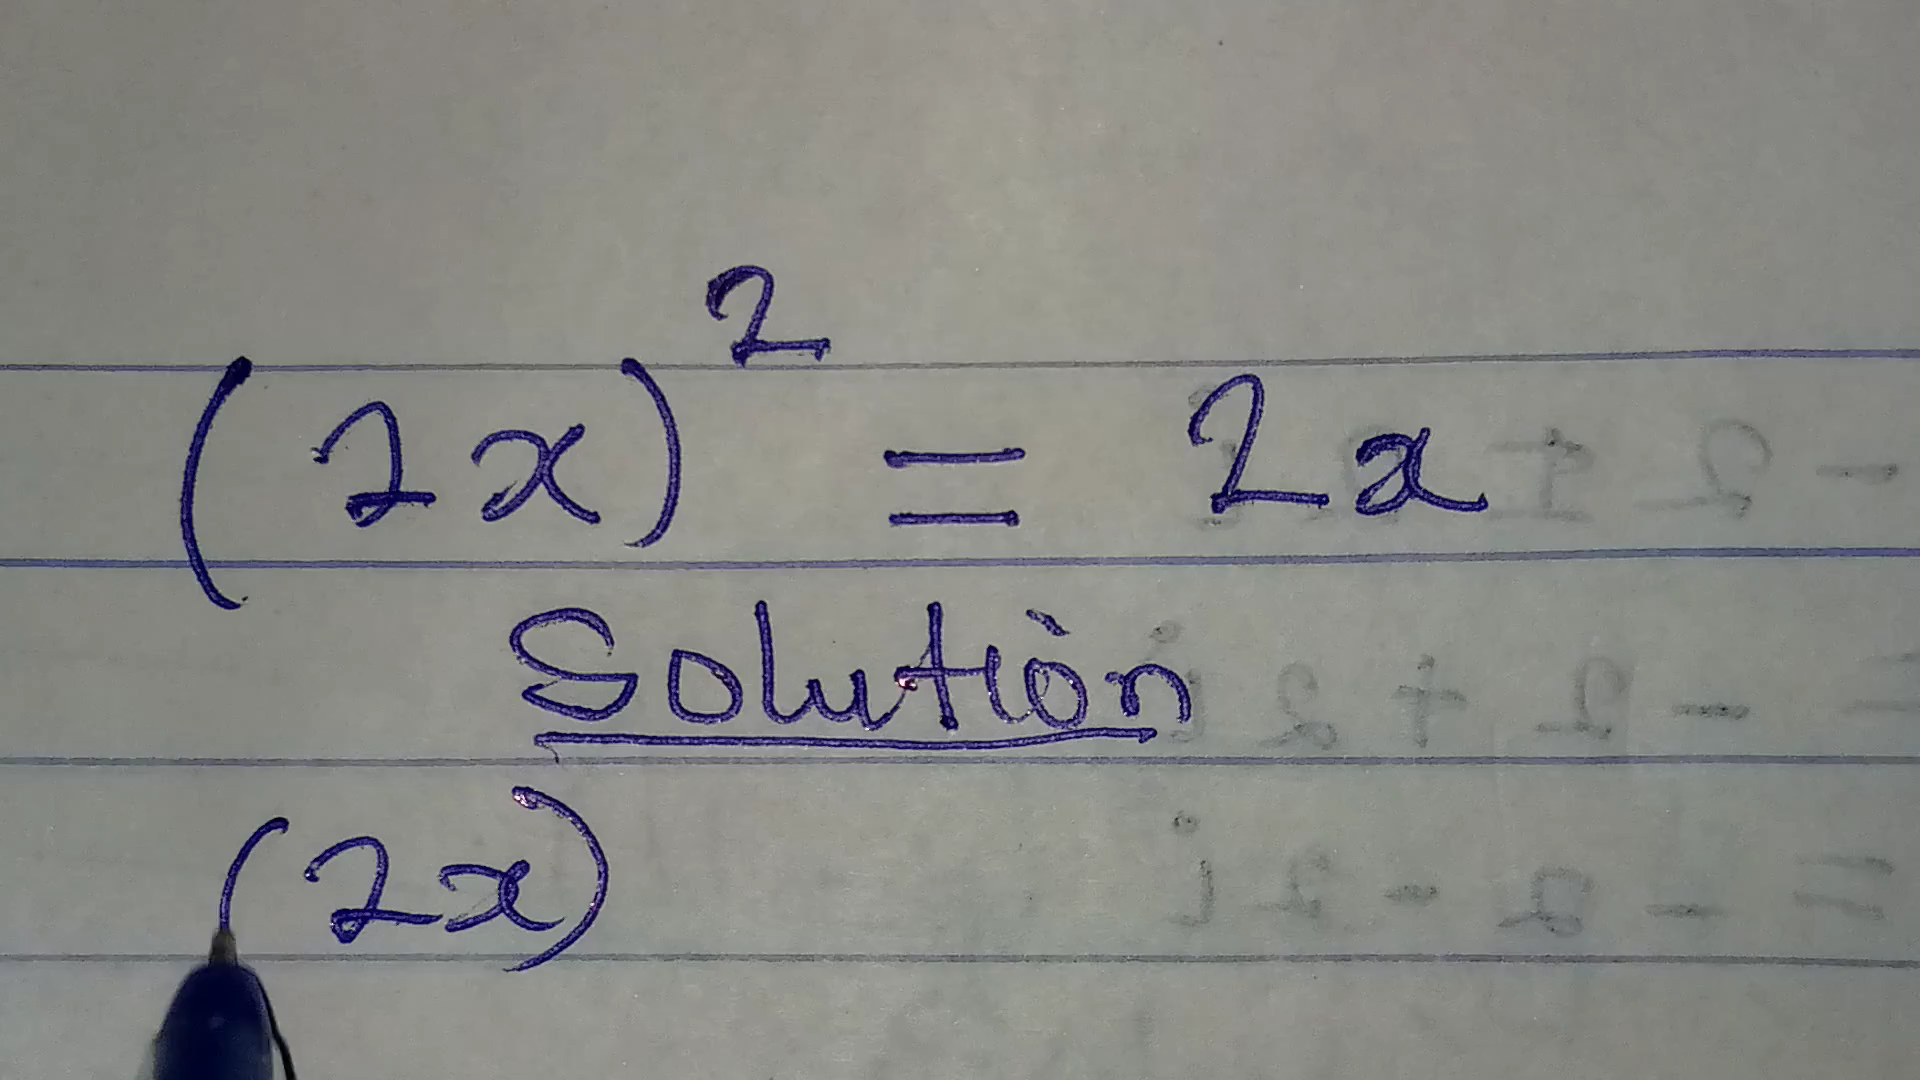 (2x)² = 2x
Solution
(2x)